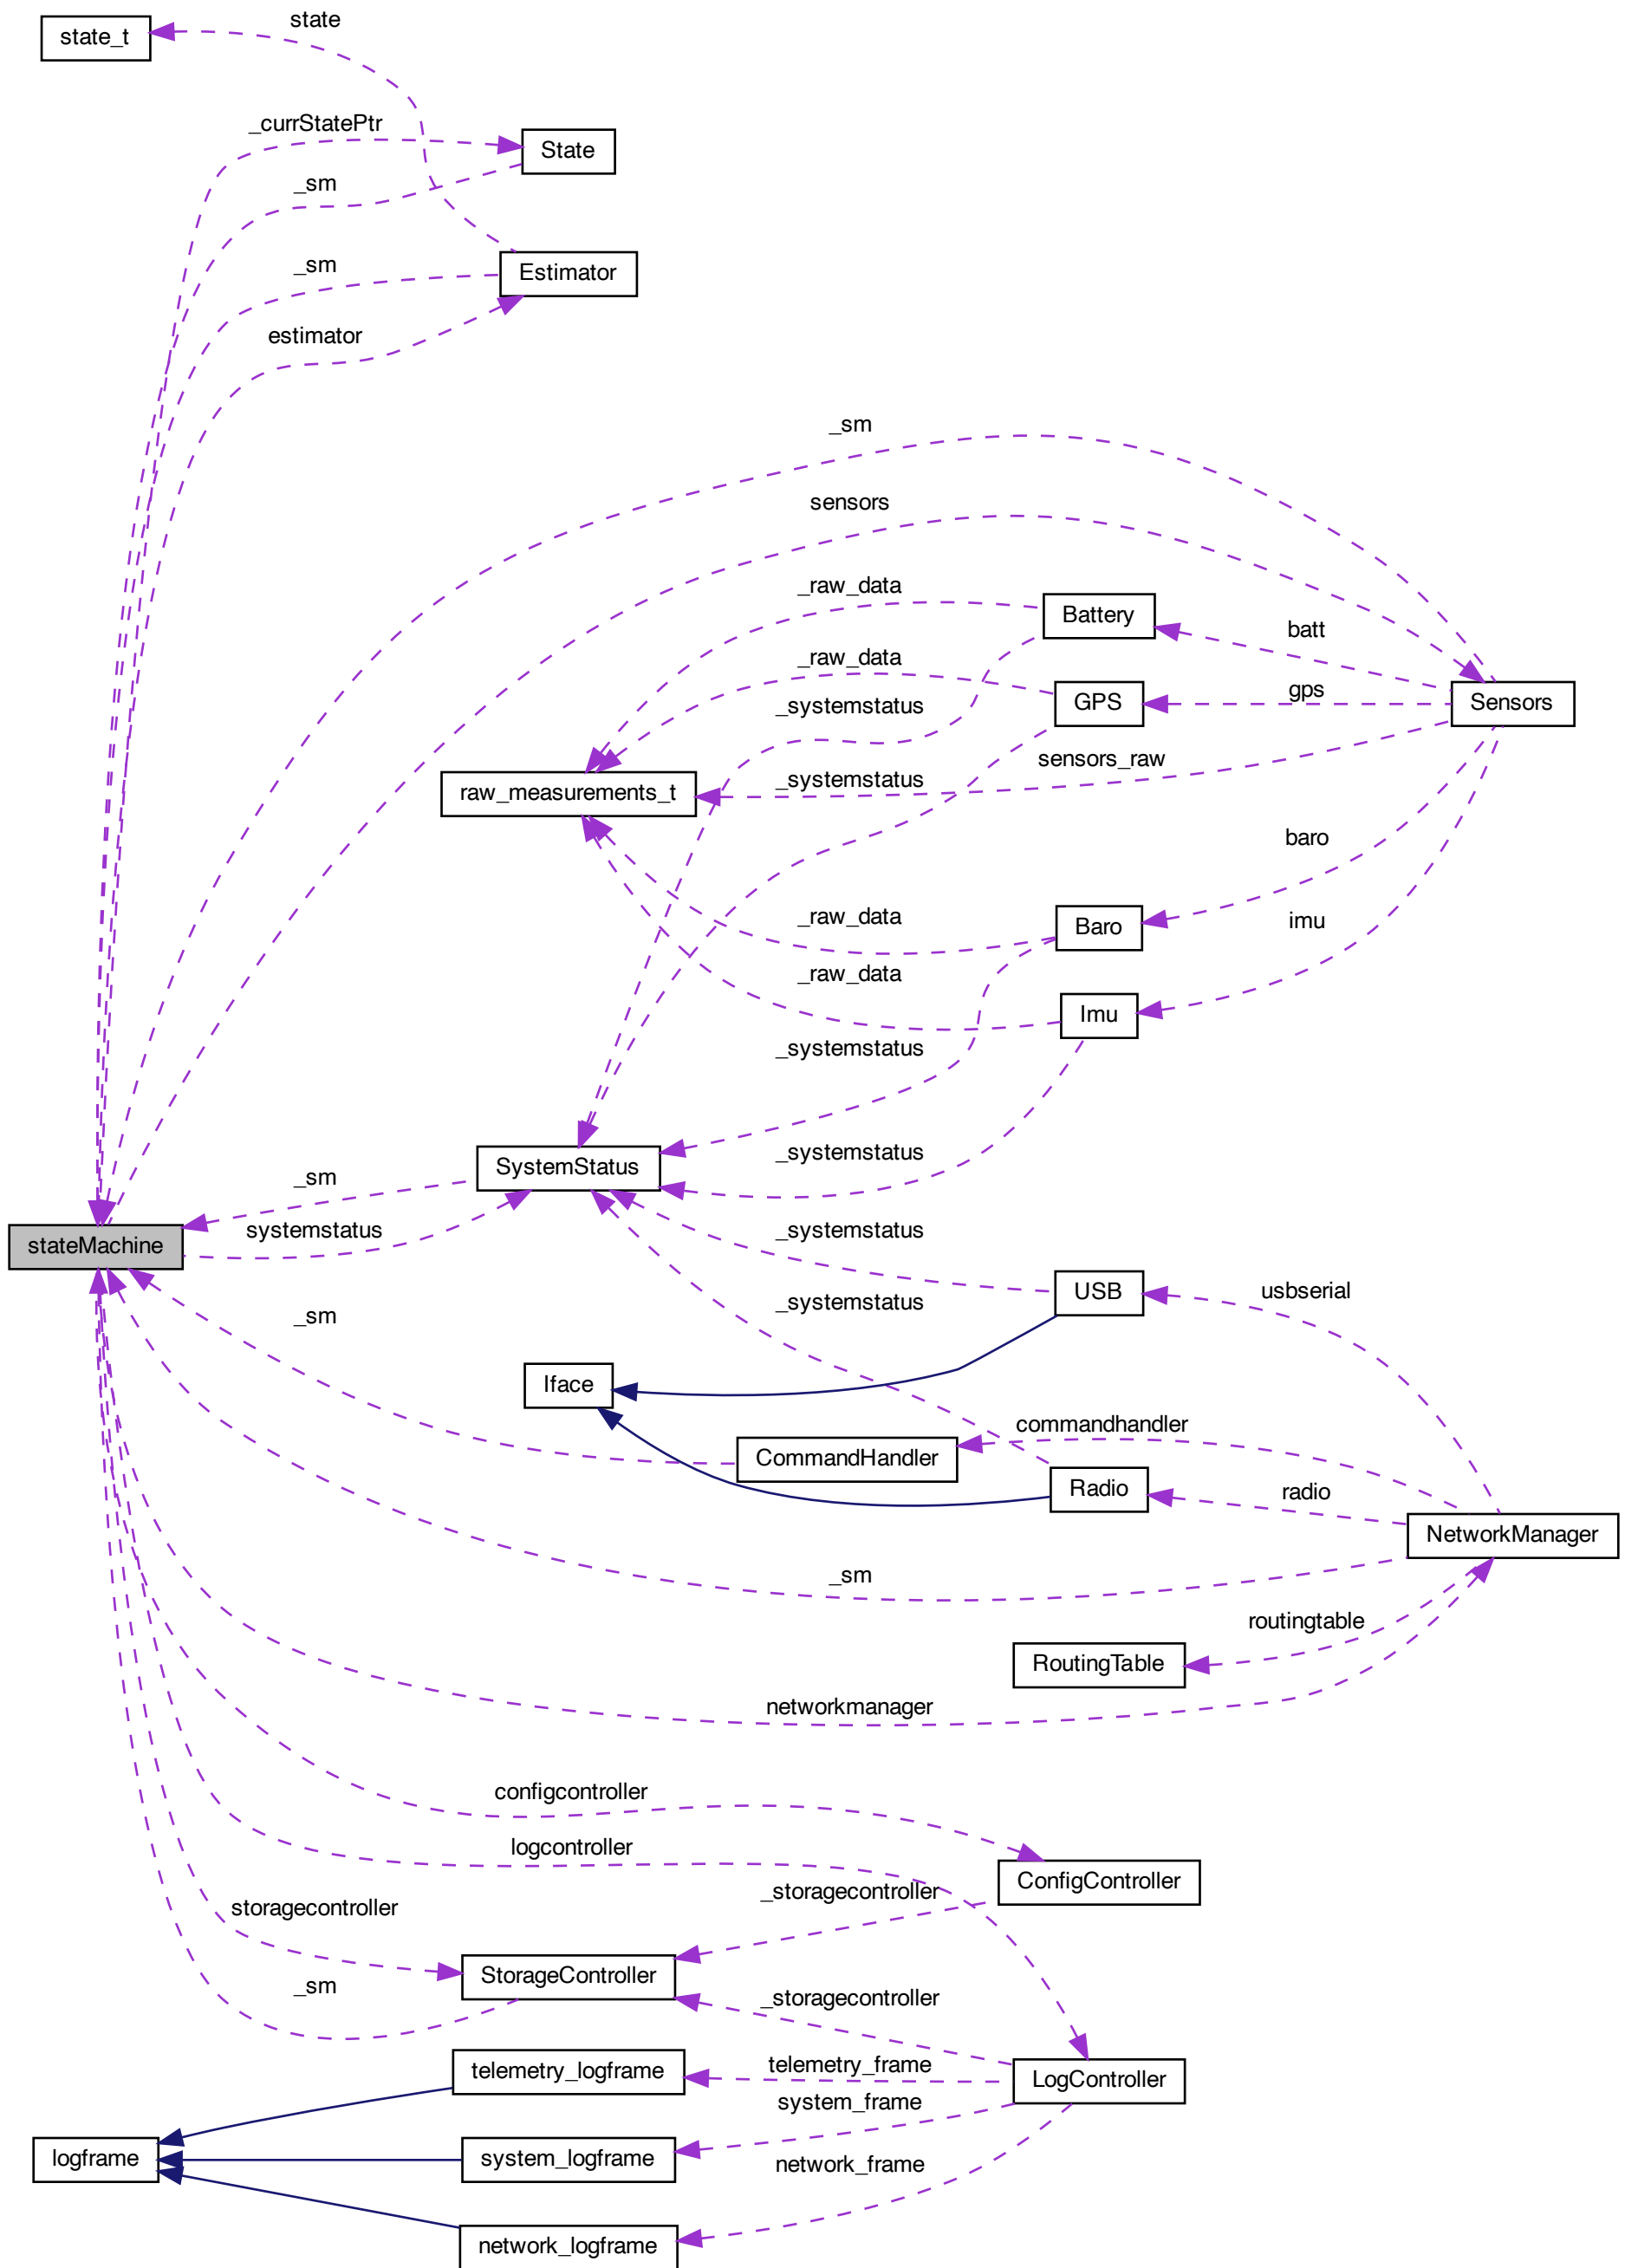 state
state_t
_currStatePtr
State
_sm
_sm
Estimator
estimator
_sm
sensors
_raw_data
Battery
batt
_raw_data
gps
GPS
Sensors
_systemstatus
sensors_raw
_systemstatus
raw_measurements_t
baro
_raw_data
Baro
imu
_raw_data
Imu
_systemstatus
_systemstatus
SystemStatus
_sm
systemstatus
_systemstatus
stateMachine
USB
usbserial
_systemstatus
_sm
Iface
commandhandler
CommandHandler
Radio
radio
NetworkManager
_sm
routingtable
RoutingTable
networkmanager
configcontroller
logcontroller
ConfigController
_storagecontroller
storagecontroller
StorageController
_sm
_storagecontroller
telemetry_frame
telemetry_logframe
LogController
system_frame
logframe
system_logframe
network_frame
network_logframe